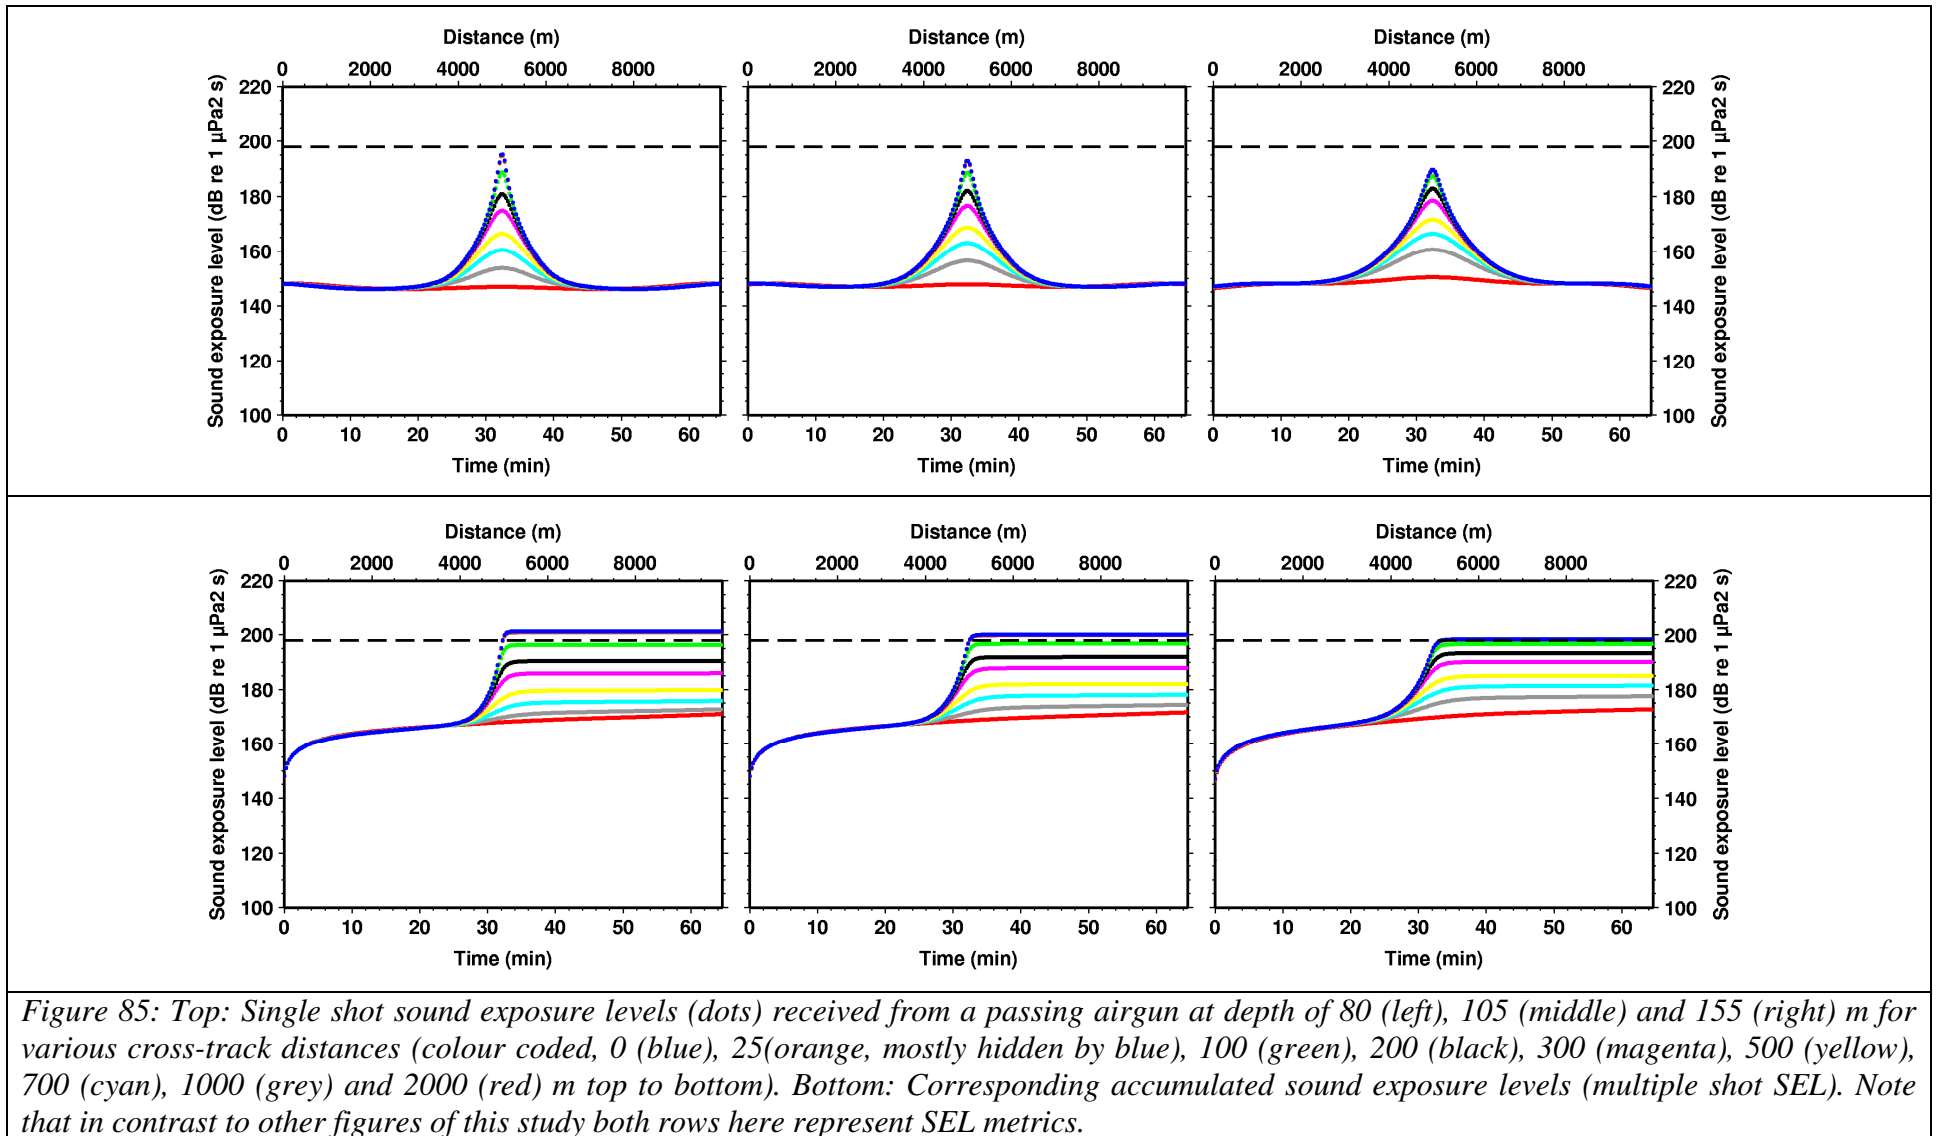 Distance (m) Distance (m) Distance (m)
0 2000 4000 6000 8000 0 2000 4000 6000 8000 0 2000 4000 6000 8000
Sound exposure level (dB re 1 µPa2 s)
220 200 180 160 140 120 100
220 200 180 160 140 120 100
Sound exposure level (dB re 1 µPa2 s)
0 10 20 30 40 50 60 0 10 20 30 40 50 60 0 10 20 30 40 50 60
Time (min) Time (min) Time (min)
Distance (m) Distance (m) Distance (m)
0 2000 4000 6000 8000 0 2000 4000 6000 8000 0 2000 4000 6000 8000
Sound exposure level (dB re 1 µPa2 s)
220 200 180 160 140 120 100
220 200 180 160 140 120 100
Sound exposure level (dB re 1 µPa2 s)
0 10 20 30 40 50 60 0 10 20 30 40 50 60 0 10 20 30 40 50 60
Time (min) Time (min) Time (min)
Figure 85: Top: Single shot sound exposure levels (dots) received from a passing airgun at depth of 80 (left), 105 (middle) and 155 (right) m for
various cross-track distances (colour coded, 0 (blue), 25(orange, mostly hidden by blue), 100 (green), 200 (black), 300 (magenta), 500 (yellow),
700 (cyan), 1000 (grey) and 2000 (red) m top to bottom). Bottom: Corresponding accumulated sound exposure levels (multiple shot SEL). Note
that in contrast to other figures of this study both rows here represent SEL metrics.